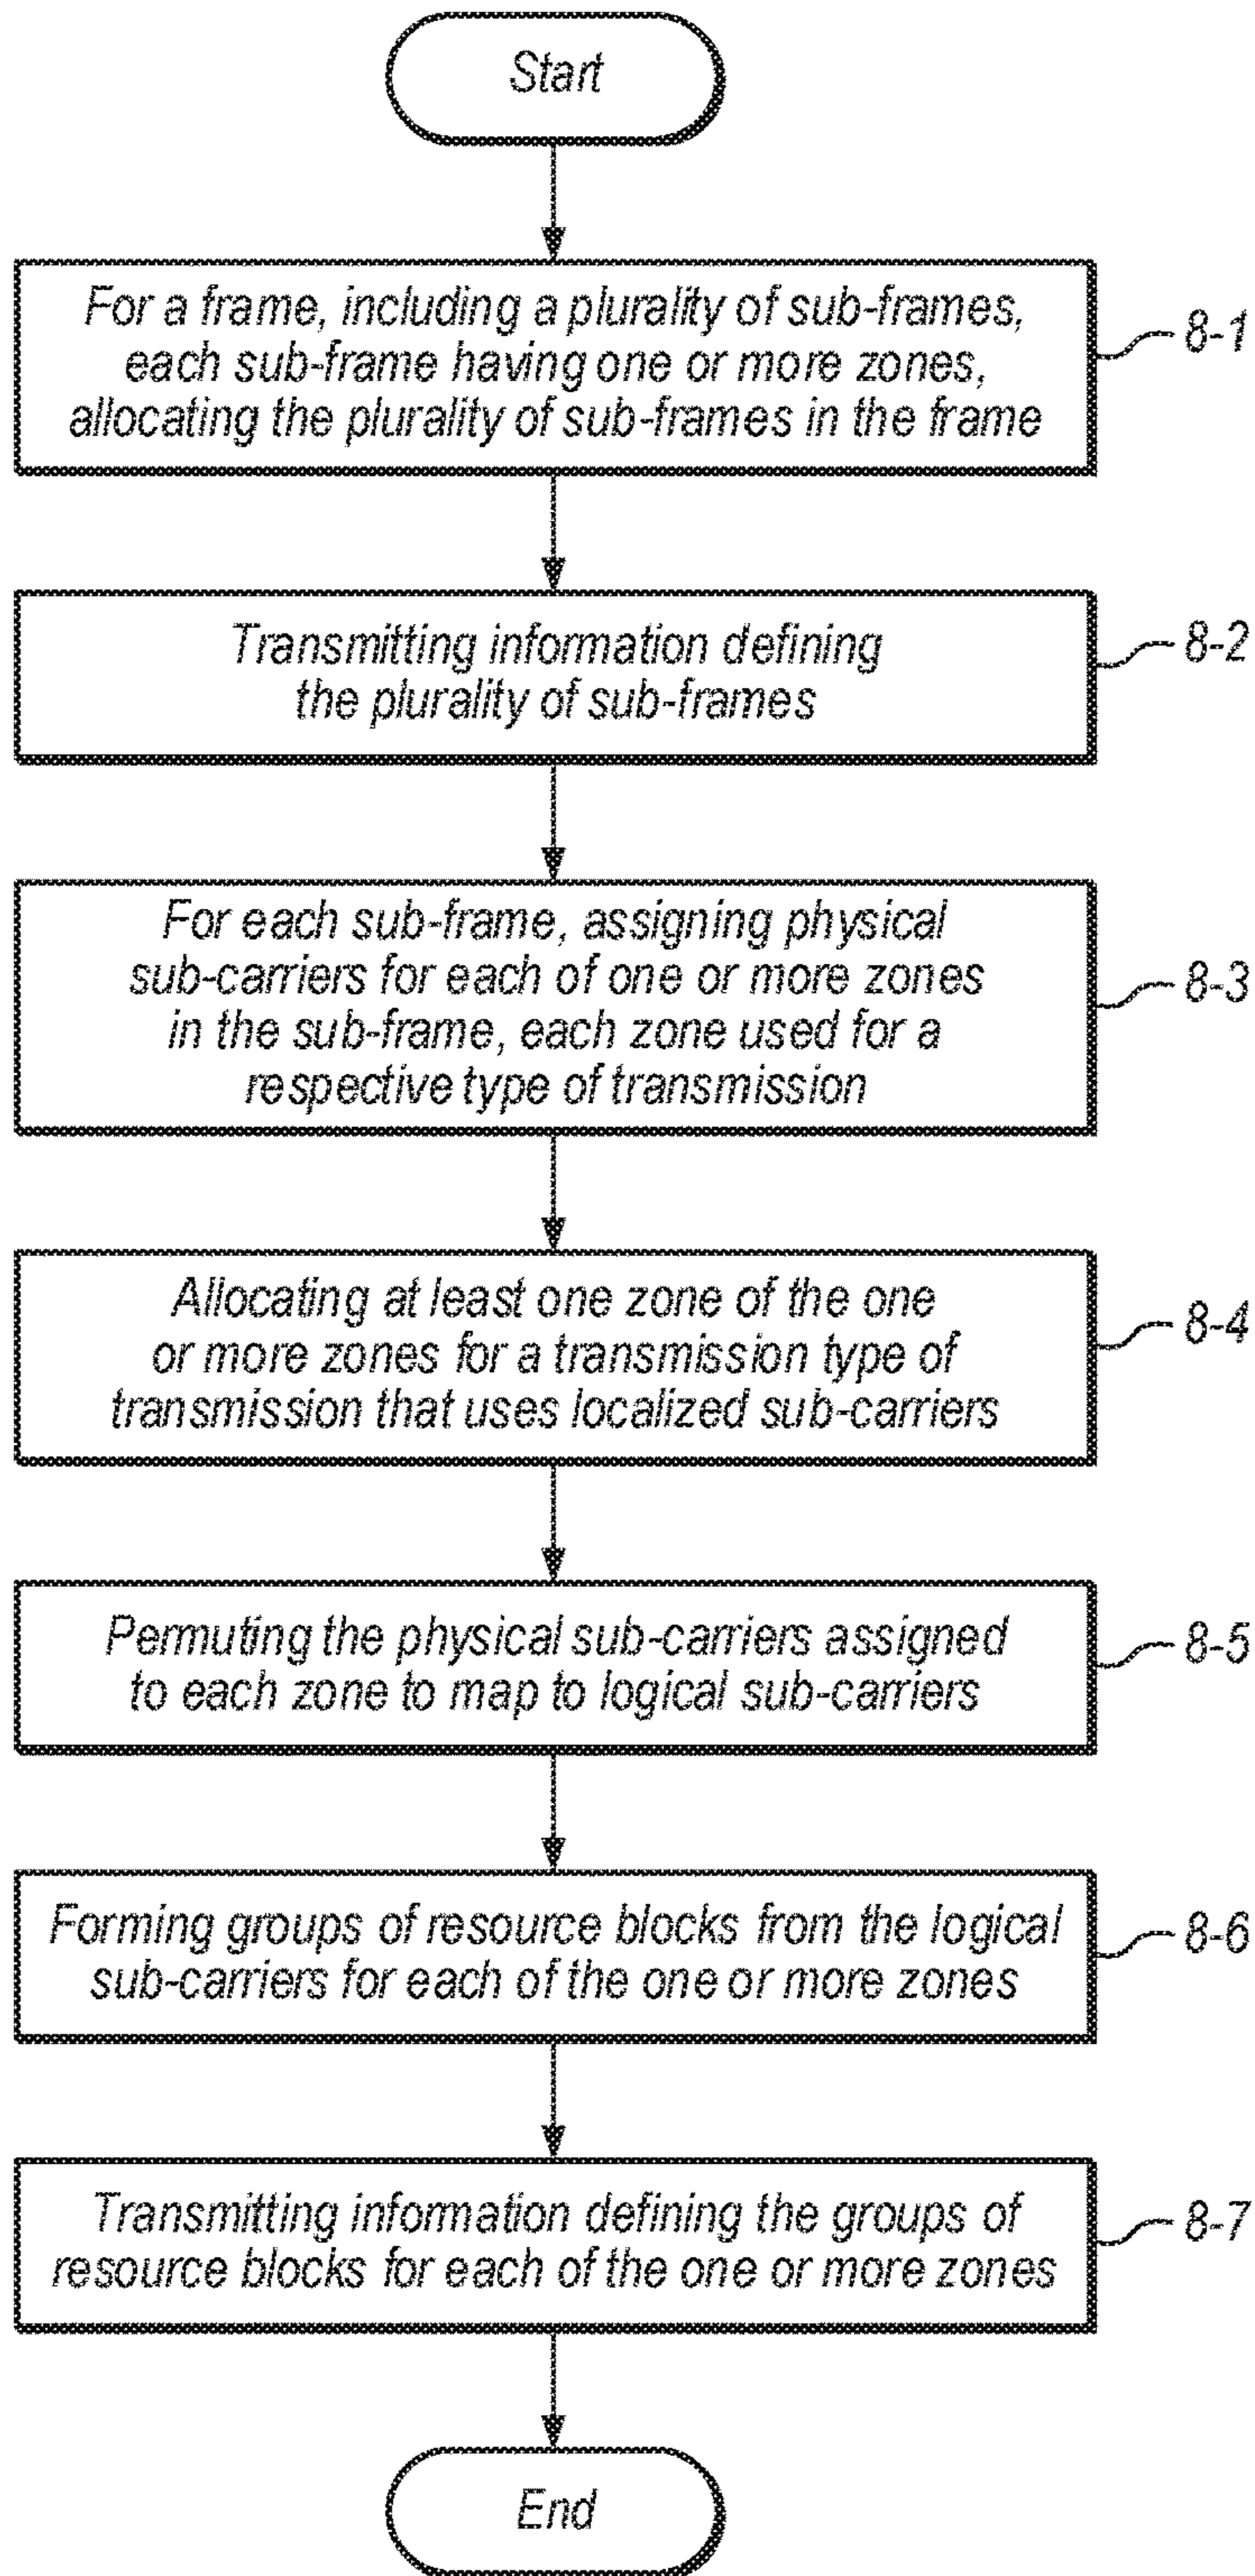 Start
For a frame, including a plurality of sub-frames,
each sub-frame having one or more zones,
allocating the plurality of sub-frames in the frame
8-1
Transmitting information defining
the plurality of sub-frames
8-2
For each sub-frame, assigning physical
sub-carriers for each of one or more zones
in the sub-frame, each zone used for a
respective type of transmission
8-3
Allocating at least one zone of the one
or more zones for a transmission type of
transmission that uses localized sub-carriers
8-4
Permuting the physical sub-carriers assigned
to each zone to map to logical sub-carriers
8-5
Forming groups of resource blocks from the logical
sub-carriers for each of the one or more zones
8-6
Transmitting information defining the groups of
resource blocks for each of the one or more zones
8-7
End